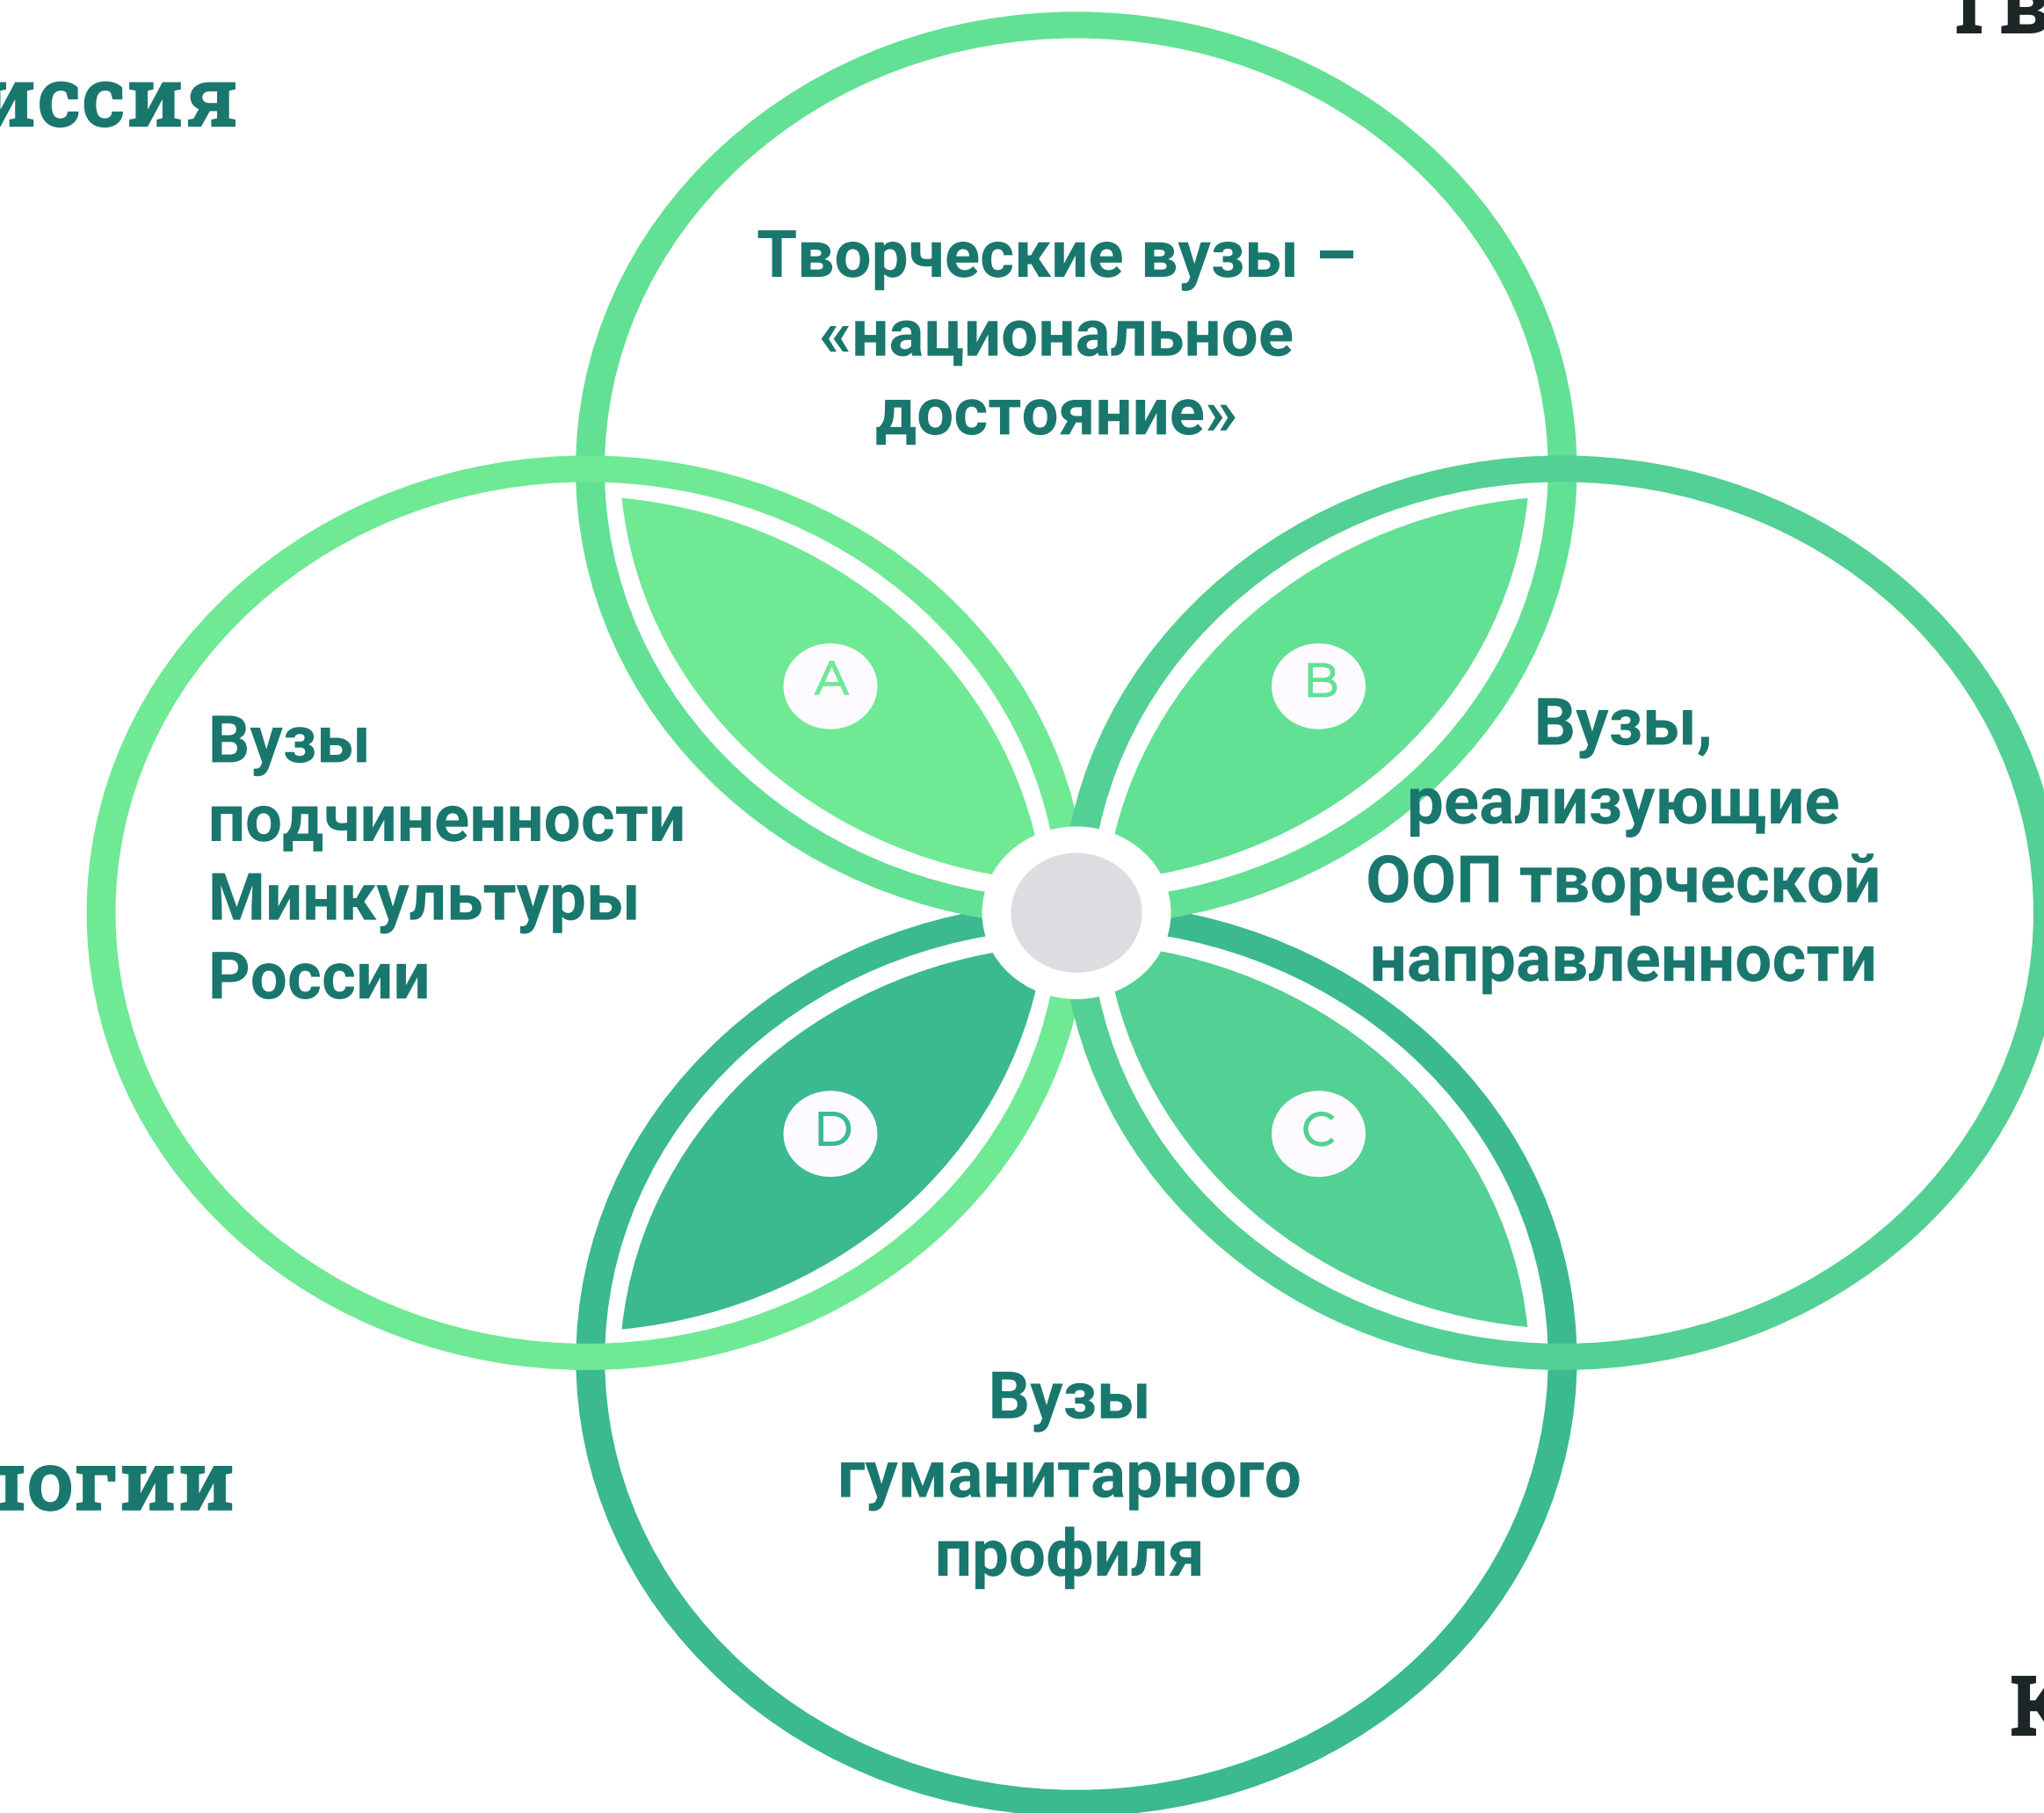 иссия
Творческие вузы –
«национальное
достояние»
A
B
Вузы
подчиненности
Минкультуры
России
Вузы,
реализующие
ООП творческой
направленности
D
C
Вузы
гуманитарного
профиля
логии
К